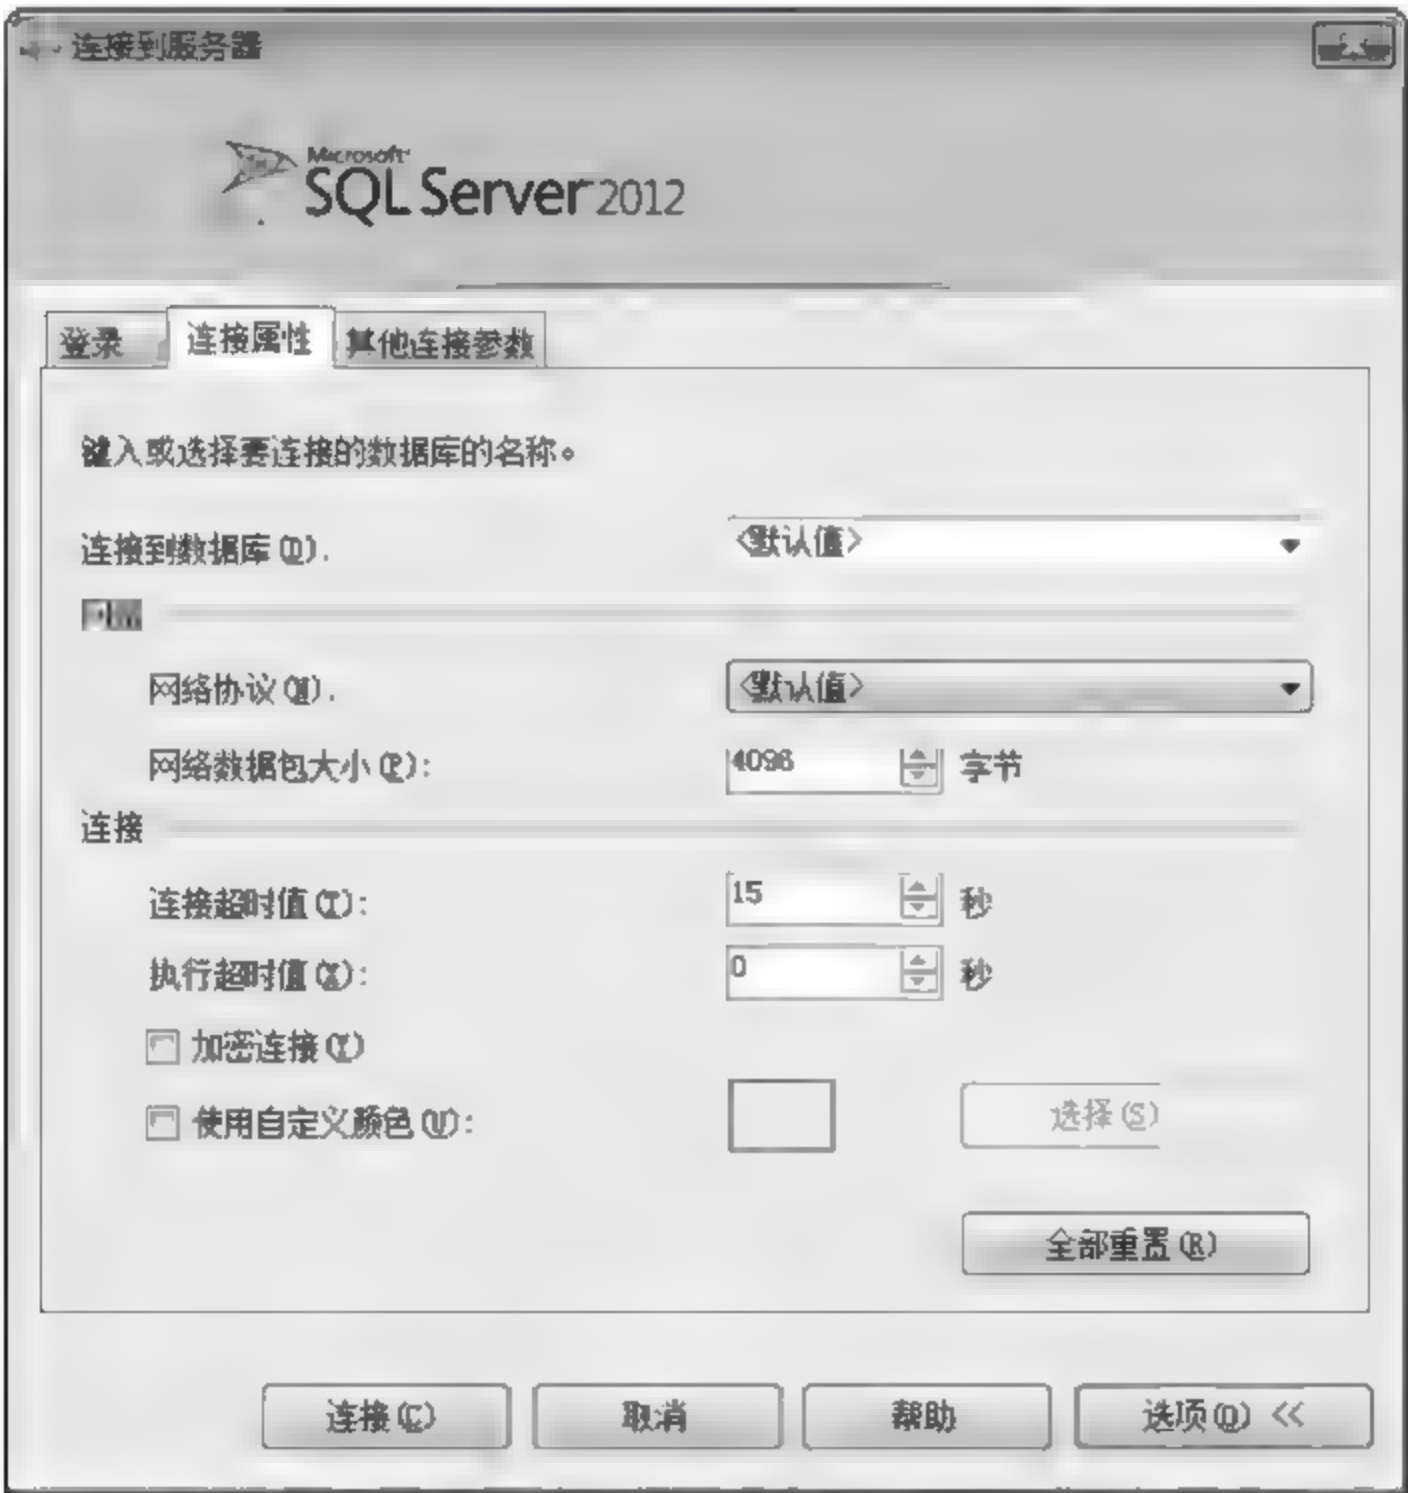 连接到服务器
Microsoft
SQL Server 2012
登录 连接属性 其他连接参数
键入或选择要连接的数据库的名称。
连接到数据库(D): <默认值>
网络
网络协议(N): <默认值>
网络数据包大小(P): 4096 字节
连接
连接超时值(T): 15 秒
执行超时值(X): 0 秒
加密连接(Y)
使用自定义颜色(U): 选择(S)
全部重置(R)
连接(C) 取消 帮助 选项(O) <<